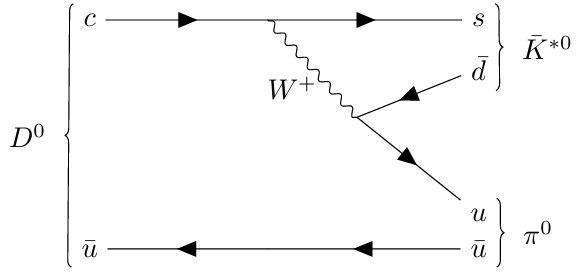 c
s
d̄
K̄*⁰
W⁺
D⁰
u
ū
ū
π⁰